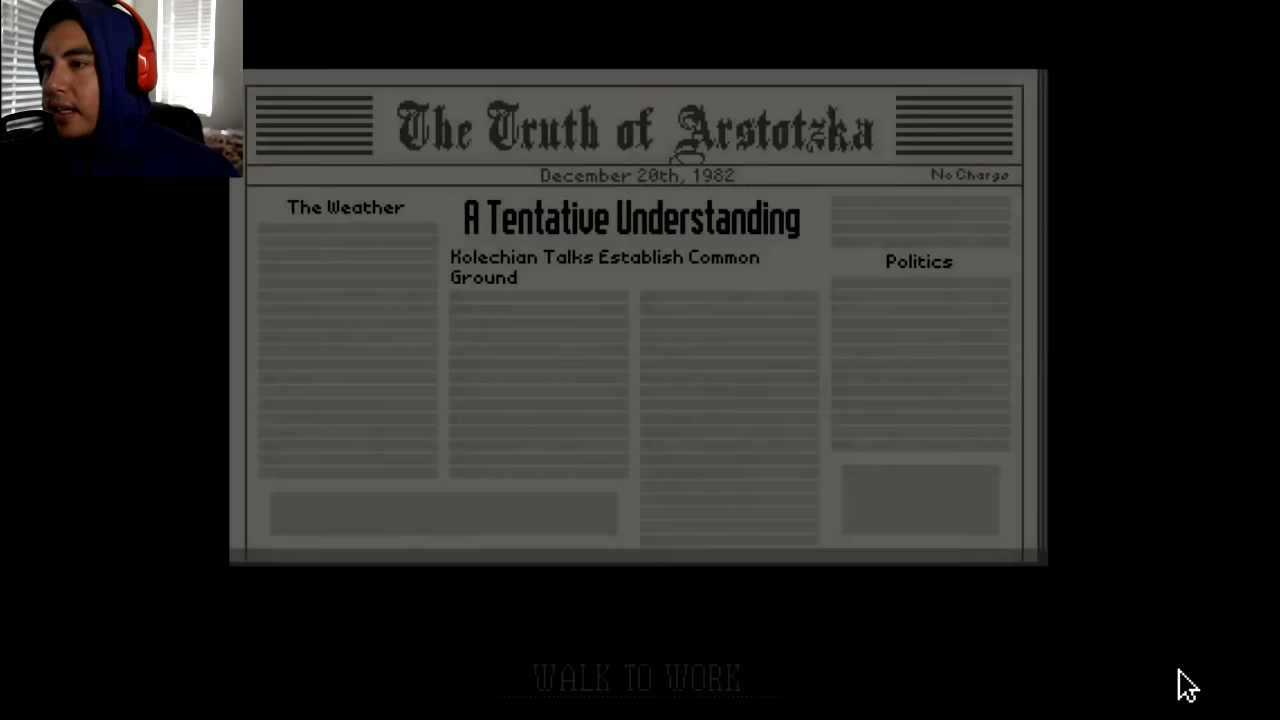 The Truth of Arstotzka
December 20th, 1982
No Charge
The Weather
A Tentative Understanding
Kolechian Talks Establish Common
Ground
Politics
WALK TO WORK